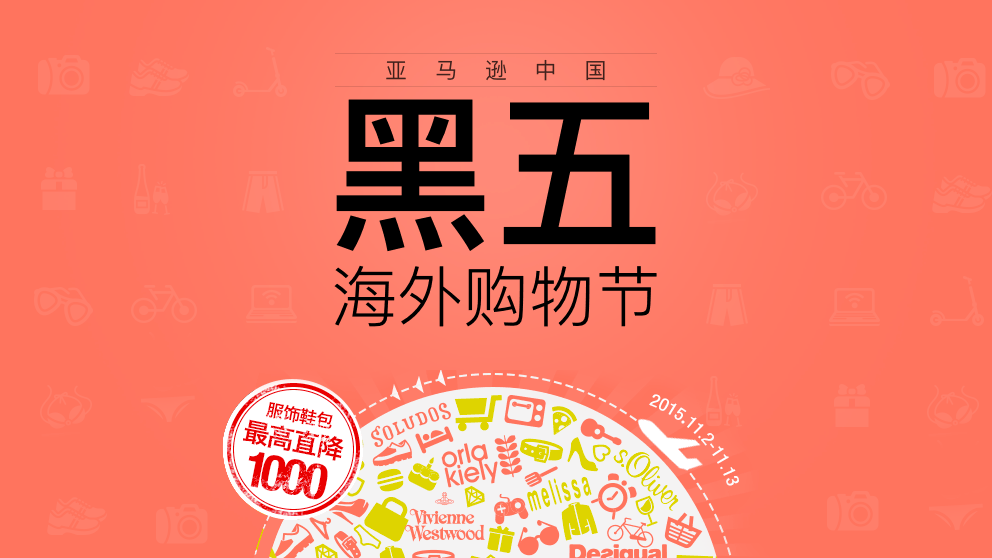 亚马逊中国
黑五
海外购物节
2015.11.2-11.13
服饰鞋包
最高直降
1000
SOLUDOS
orla
kiely
s.Oliver
melissa
Vivienne
Westwood
Desigual